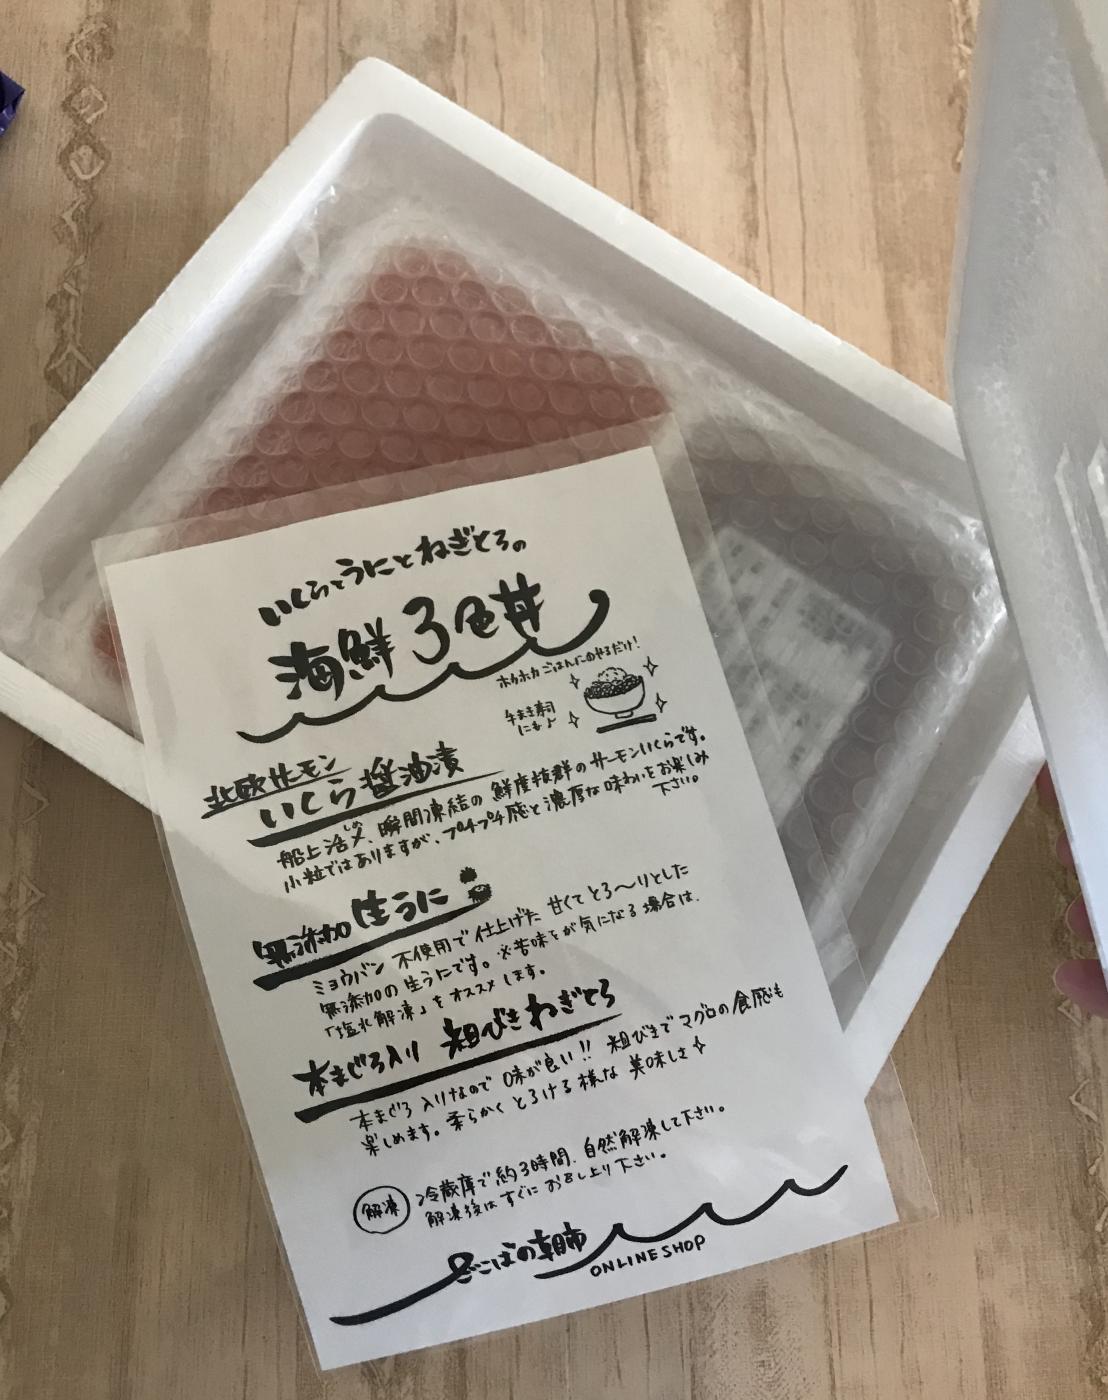 いくらとうにとねぎとろの
海鮮3色丼
ホカホカごはんにのせるだけ!
手まき寿司
にも♪
北欧サーモン
いくら醤油漬
船上活〆、瞬間凍結の鮮度抜群のサーモンいくらです。
小粒ではありますが、プチプチ感と濃厚な味わいをお楽しみ
下さい。
無添加生うに
ミョウバン不使用で仕上げた甘くてとろ〜りとした
無添加の生うにです。※苦味をが気になる場合は、
「塩水解凍」をオススメします。
本まぐろ入り 粗びきねぎとろ
本まぐろ入りなので味が良い!! 粗びきでマグロの食感も
楽しめます。柔らかくとろける様な美味しさ
解凍
冷蔵庫で約3時間、自然解凍して下さい。
解凍後はすぐにお召し上り下さい。
ざこばの朝市
ONLINE SHOP